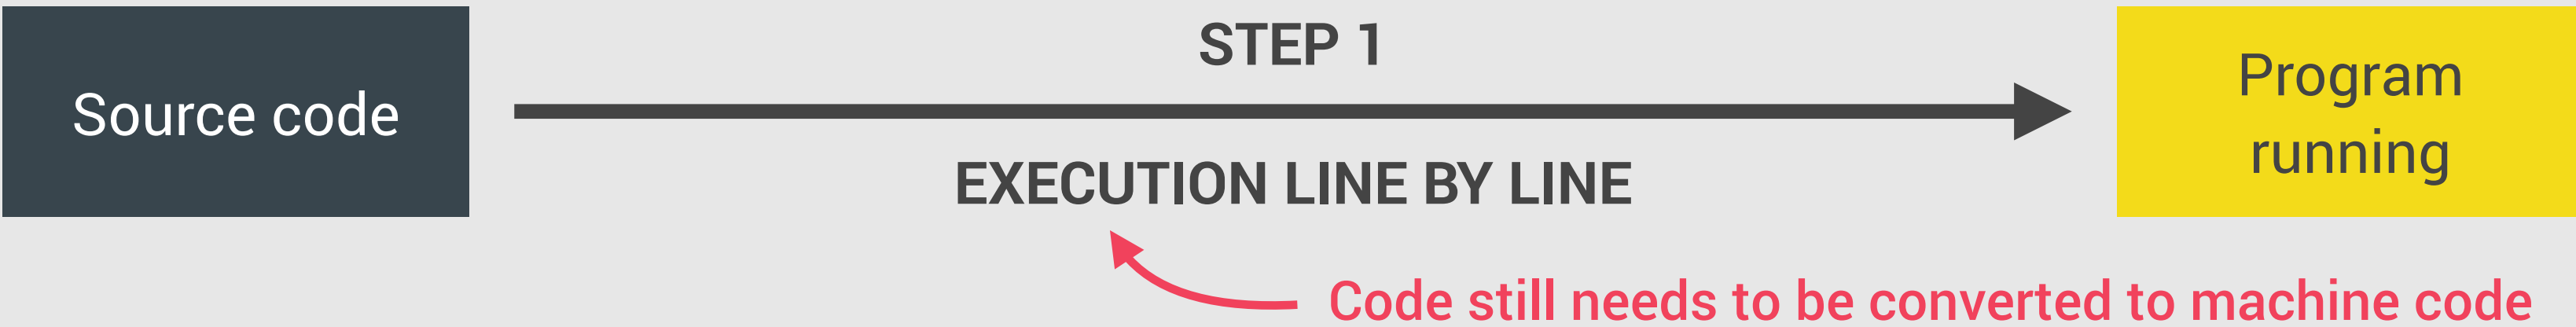 Source code
STEP 1
EXECUTION LINE BY LINE
Program
running
Code still needs to be converted to machine code